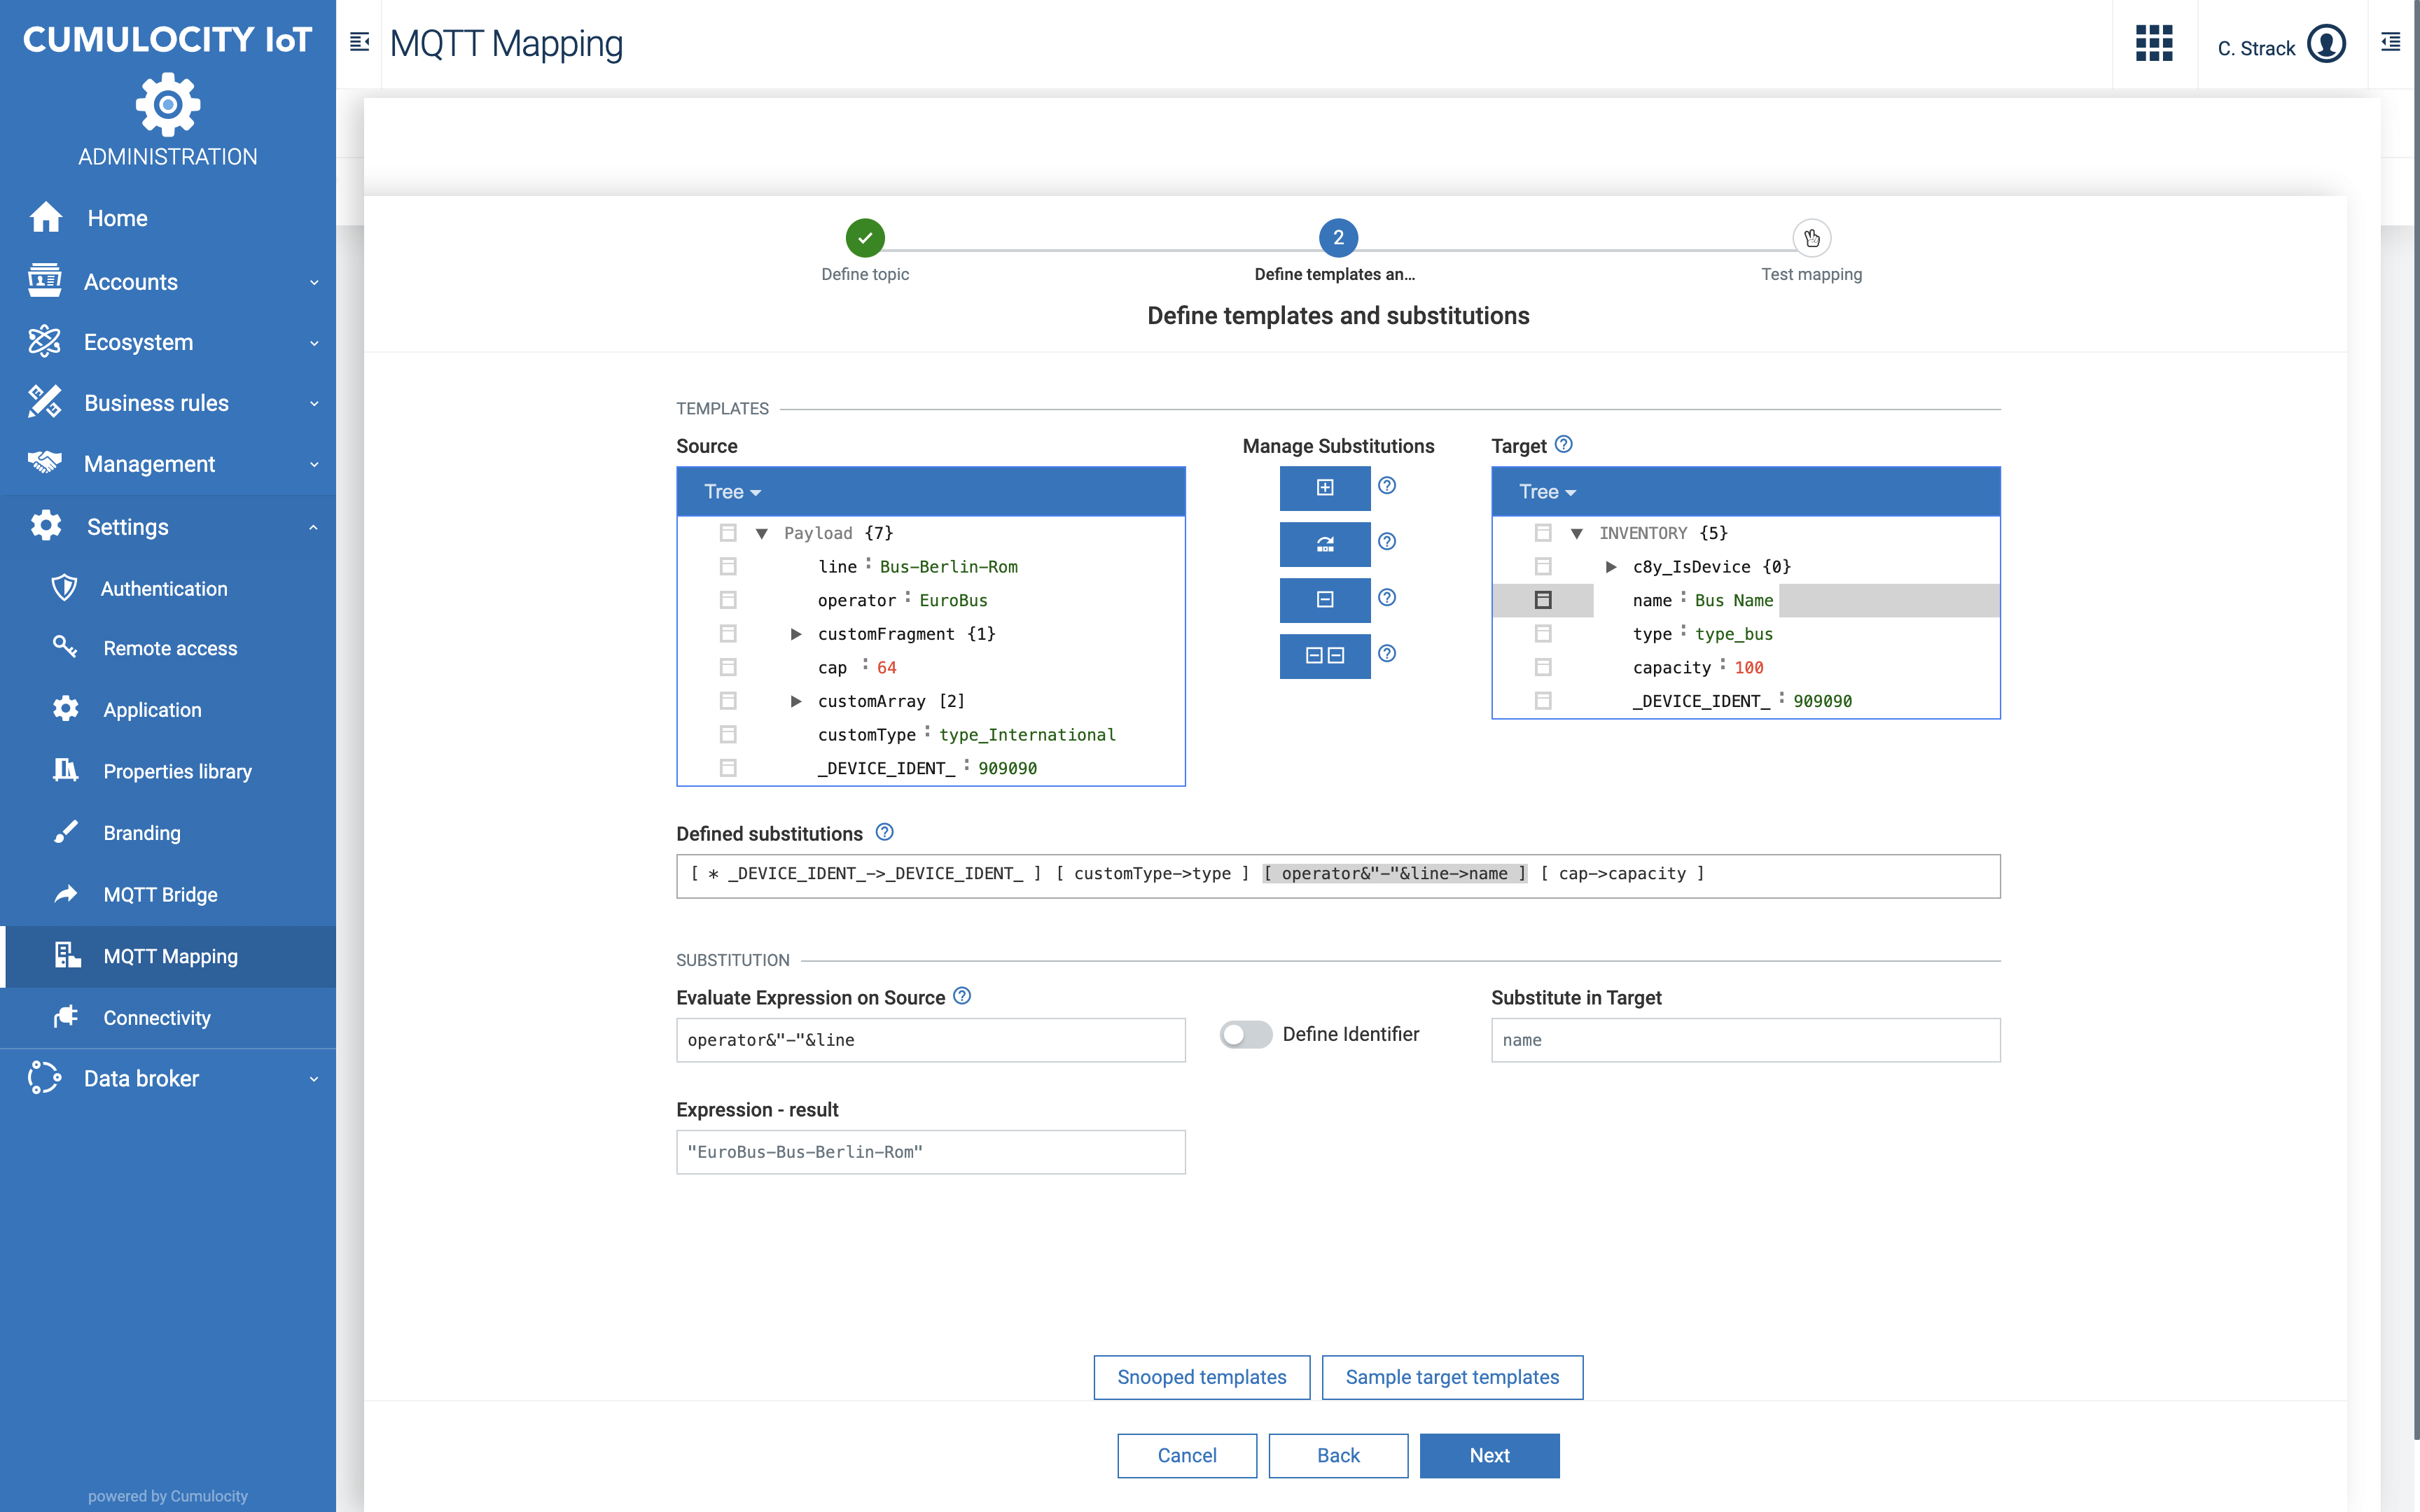 CUMULOCITY IoT
ADMINISTRATION
Home
Accounts
Ecosystem
Business rules
Management
Settings
Authentication
Remote access
Application
Properties library
Branding
MQTT Bridge
MQTT Mapping
Connectivity
Data broker
powered by Cumulocity
MQTT Mapping
C. Strack
2
Define topic
Define templates an...
Test mapping
Define templates and substitutions
TEMPLATES
Source
Tree
Payload {7}
line : Bus-Berlin-Rom
operator : EuroBus
customFragment {1}
cap : 64
customArray [2]
customType : type_International
_DEVICE_IDENT_ : 909090
Manage Substitutions
Target
Tree
INVENTORY {5}
c8y_IsDevice {0}
name : Bus Name
type : type_bus
capacity : 100
_DEVICE_IDENT_ : 909090
Defined substitutions
[ * _DEVICE_IDENT_->_DEVICE_IDENT_ ] [ customType->type ] [ operator&"-"&line->name ] [ cap->capacity ]
SUBSTITUTION
Evaluate Expression on Source
operator&"-"&line
Define Identifier
Substitute in Target
name
Expression - result
"EuroBus-Bus-Berlin-Rom"
Snooped templates
Sample target templates
Cancel
Back
Next